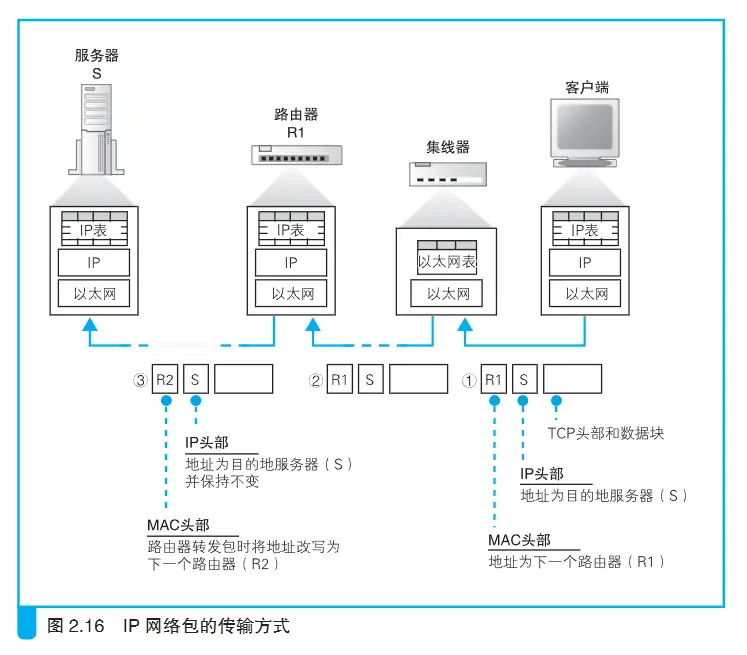 服务器
S
路由器
R1
集线器
客户端
IP表
IP
以太网
IP表
IP
以太网
以太网表
以太网
IP表
IP
以太网
③ R2 S
② R1 S
① R1 S
IP头部
地址为目的地服务器（S）
并保持不变
MAC头部
路由器转发包时将地址改写为
下一个路由器（R2）
TCP头部和数据块
IP头部
地址为目的地服务器（S）
MAC头部
地址为下一个路由器（R1）
图 2.16 IP 网络包的传输方式